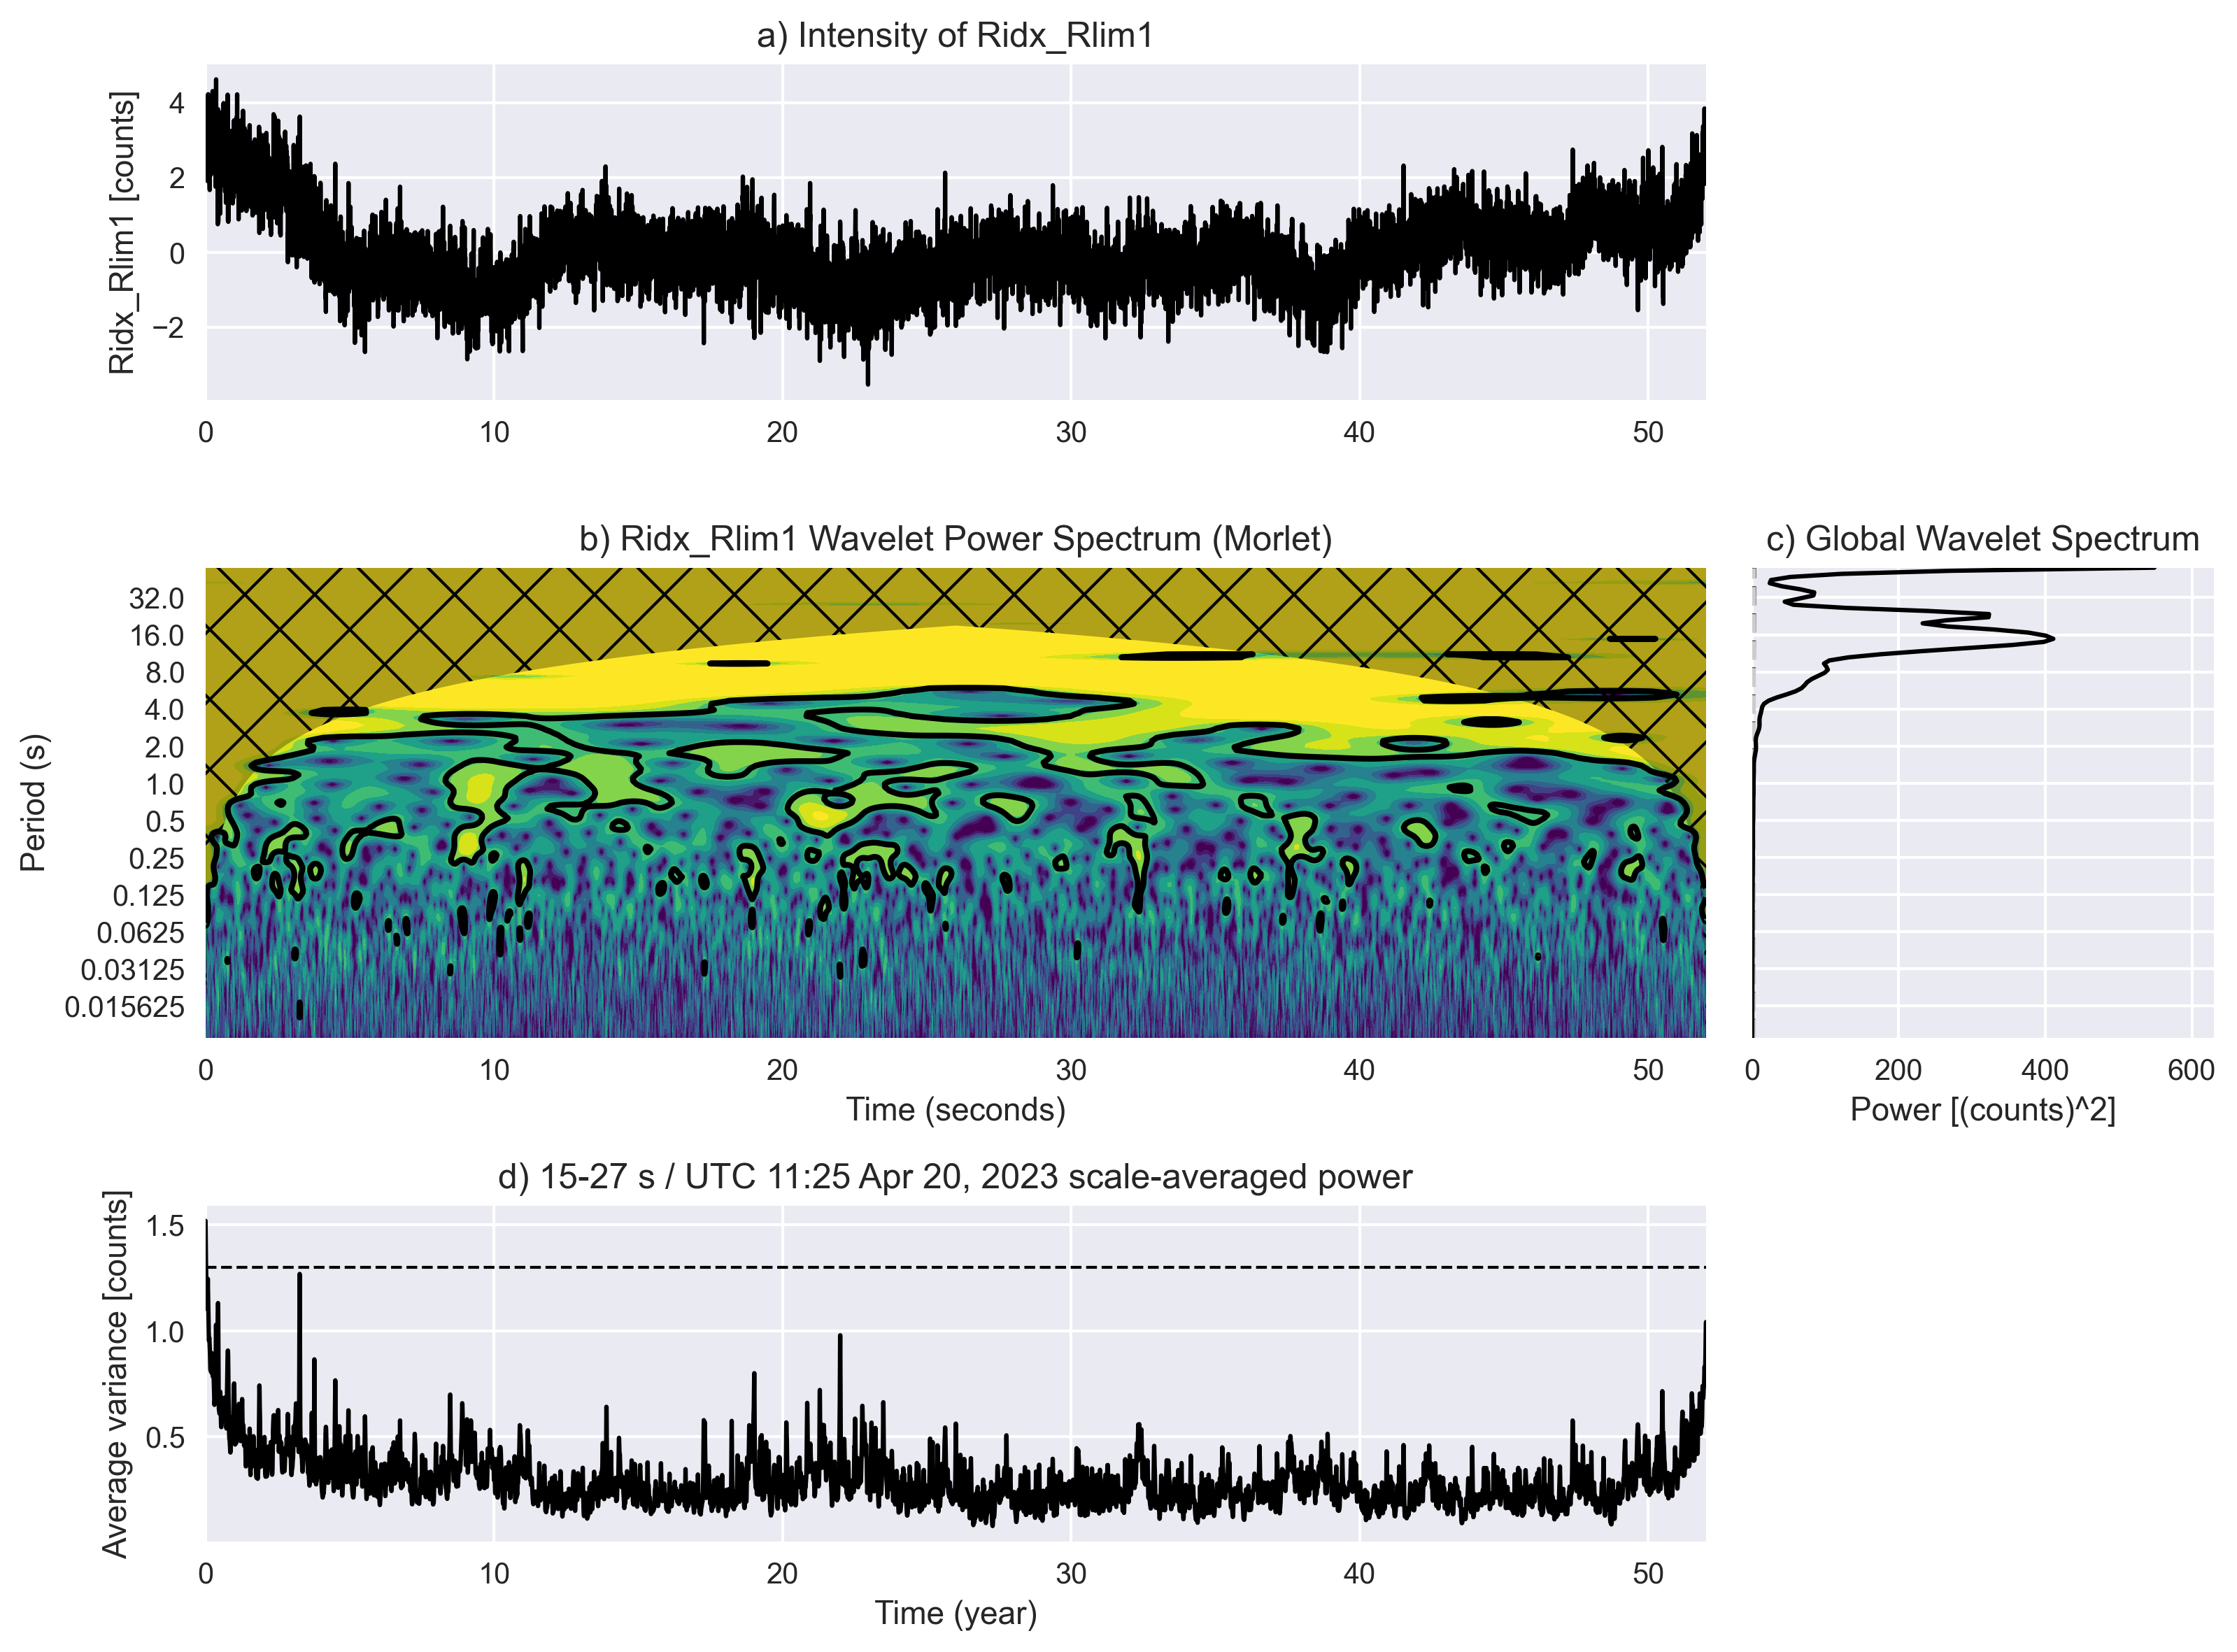 a) Intensity of Ridx_Rlim1
Ridx_Rlim1 [counts]
4
2
0
−2
0 10 20 30 40 50
b) Ridx_Rlim1 Wavelet Power Spectrum (Morlet)
Period (s)
32.0
16.0
8.0
4.0
2.0
1.0
0.5
0.25
0.125
0.0625
0.03125
0.015625
0 10 20 30 40 50
Time (seconds)
c) Global Wavelet Spectrum
0 200 400 600
Power [(counts)^2]
d) 15-27 s / UTC 11:25 Apr 20, 2023 scale-averaged power
Average variance [counts]
1.5
1.0
0.5
0 10 20 30 40 50
Time (year)